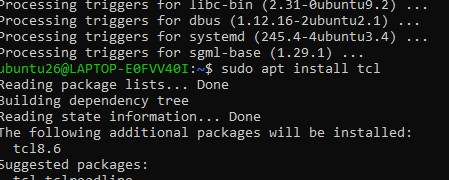 Processing triggers for libc-bin (2.31-0ubuntu9.2) ...
Processing triggers for dbus (1.12.16-2ubuntu2.1) ...
Processing triggers for systemd (245.4-4ubuntu3.4) ...
Processing triggers for sgml-base (1.29.1) ...
ubuntu26@LAPTOP-E0FVV40I:~$ sudo apt install tcl
Reading package lists... Done
Building dependency tree
Reading state information... Done
The following additional packages will be installed:
  tcl8.6
Suggested packages:
  tcl-tclreadline